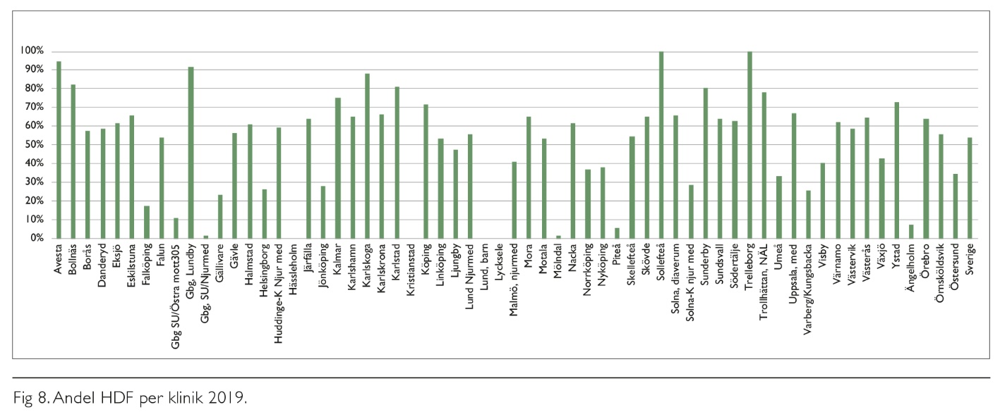 100%
90%
80%
70%
60%
50%
40%
30%
20%
10%
0%
Avesta
Bollnäs
Borås
Danderyd
Eksjö
Eskilstuna
Falköping
Falun
Gbg SU/Östra mott305
Gbg, Lundby
Gbg, SU/Njurmed
Gällivare
Gävle
Halmstad
Helsingborg
Huddinge-K Njur med
Hässleholm
Järfälla
Jönköping
Kalmar
Karlshamn
Karlskoga
Karlskrona
Karlstad
Kristianstad
Köping
Linköping
Ljungby
Lund Njurmed
Lund, barn
Lycksele
Malmö, njurmed
Mora
Motala
Mölndal
Nacka
Norrköping
Nyköping
Piteå
Skellefteå
Skövde
Sollefteå
Solna, diaverum
Solna-K njur med
Sunderby
Sundsvall
Södertälje
Trelleborg
Trollhättan, NÄL
Umeå
Uppsala, med
Varberg/Kungsbacka
Visby
Värnamo
Västervik
Västerås
Växjö
Ystad
Ängelholm
Örebro
Örnsköldsvik
Östersund
Sverige
Fig 8. Andel HDF per klinik 2019.